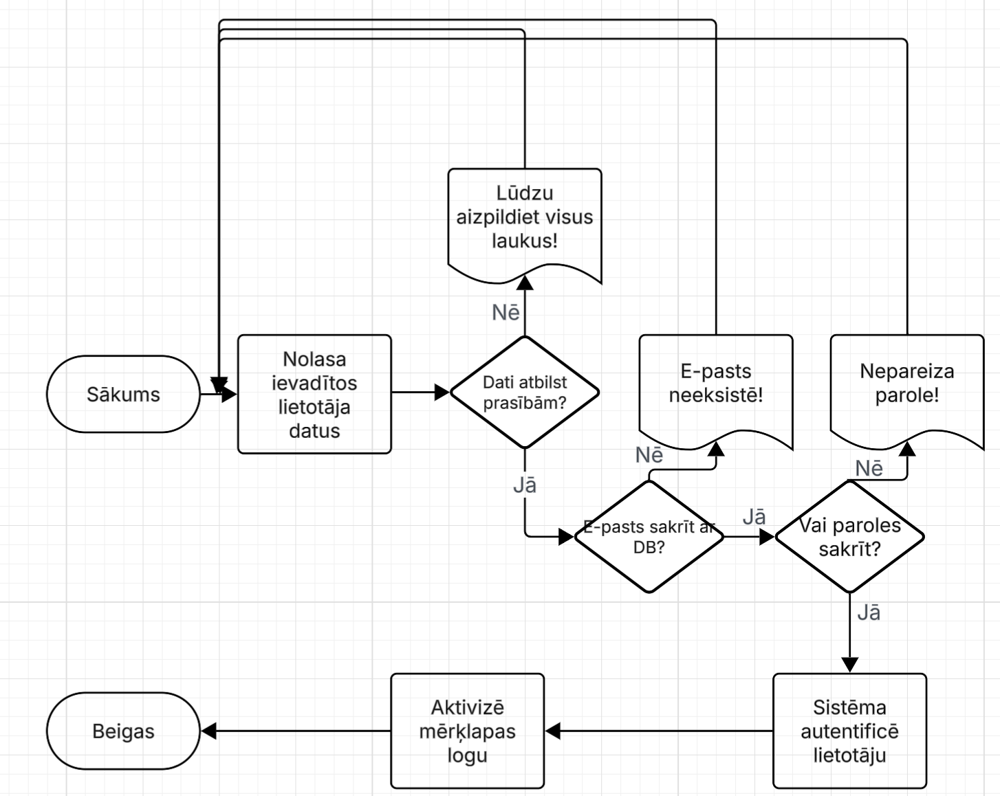 Lūdzu
aizpildiet visus
laukus!
Nē
Sākums
Nolasa
ievadītos
lietotāja
datus
Dati atbilst
prasībām?
E-pasts
neeksistē!
Nepareiza
parole!
Nē
Nē
Jā
E-pasts sakrīt ar
DB?
Jā
Vai paroles
sakrīt?
Jā
Beigas
Aktivizē
mērķlapas
logu
Sistēma
autentificē
lietotāju